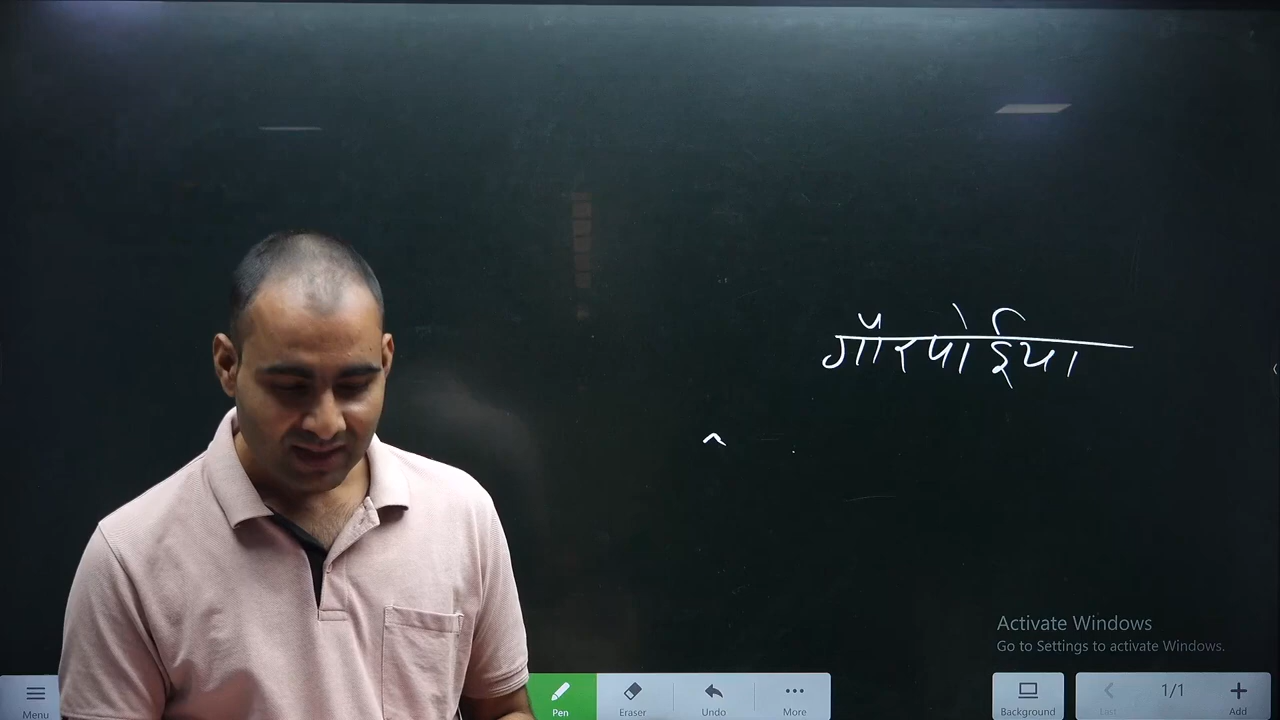 गॉरपोईया
Activate Windows
Go to Settings to activate Windows.
Menu
Pen
Eraser
Undo
More
Background
Last
1/1
Add